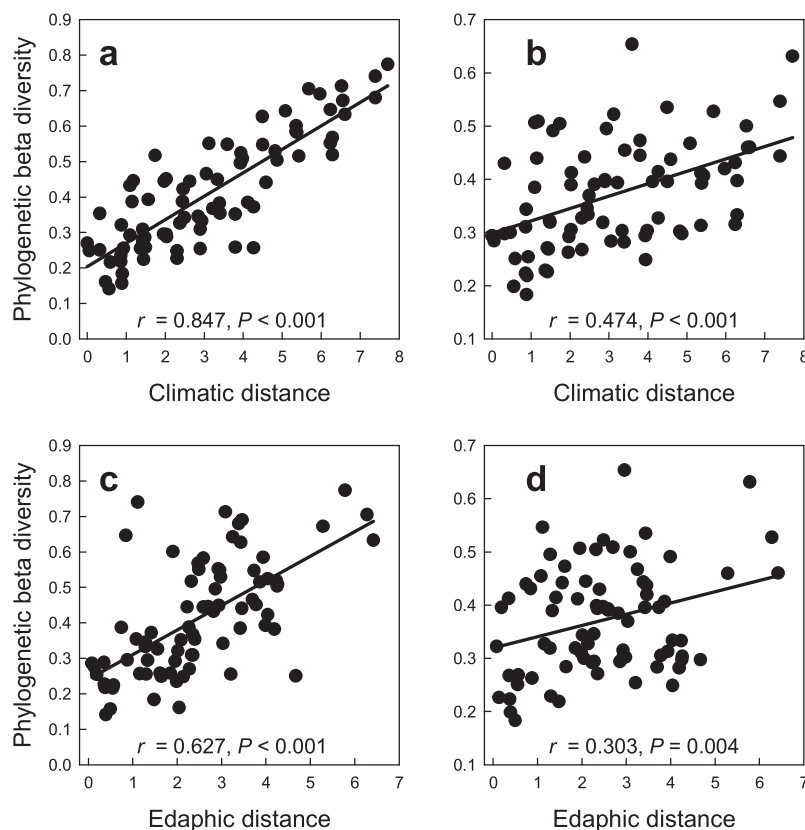 a
0.9
0.8
0.7
0.6
0.5
0.4
0.3
0.2
0.1
0.0
Phylogenetic beta diversity
r = 0.847, P < 0.001
0 1 2 3 4 5 6 7 8
Climatic distance
b
0.7
0.6
0.5
0.4
0.3
0.2
0.1
r = 0.474, P < 0.001
0 1 2 3 4 5 6 7 8
Climatic distance
c
0.9
0.8
0.7
0.6
0.5
0.4
0.3
0.2
0.1
0.0
Phylogenetic beta diversity
r = 0.627, P < 0.001
0 1 2 3 4 5 6 7
Edaphic distance
d
0.7
0.6
0.5
0.4
0.3
0.2
0.1
r = 0.303, P = 0.004
0 1 2 3 4 5 6 7
Edaphic distance